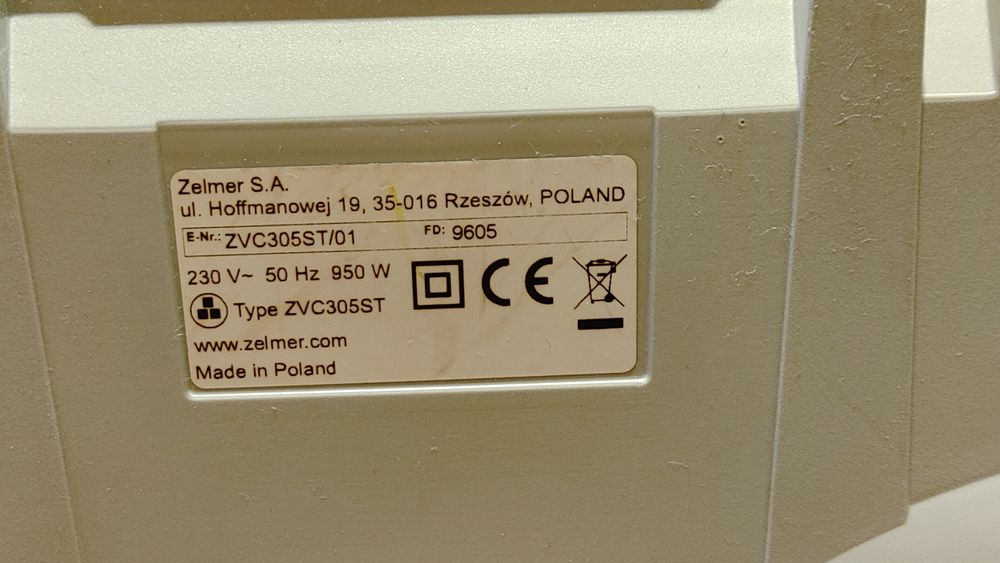 Zelmer S.A.
ul. Hoffmanowej 19, 35-016 Rzeszów, POLAND
E-Nr.: ZVC305ST/01 FD: 9605
230 V~ 50 Hz 950 W
Type ZVC305ST
www.zelmer.com
Made in Poland